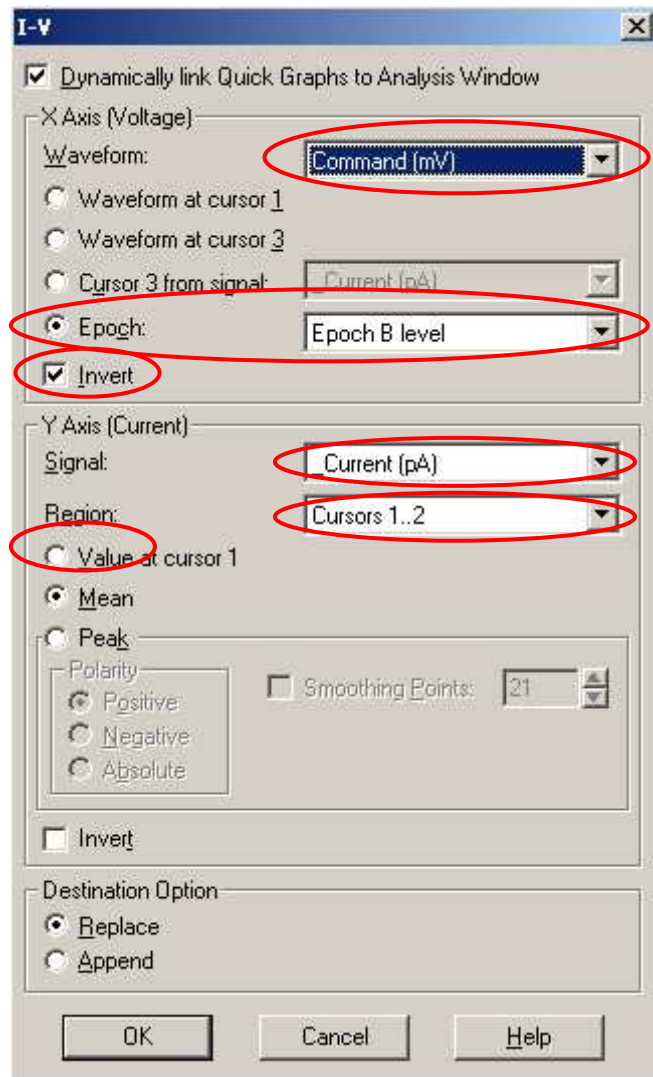 I-V
Dynamically link Quick Graphs to Analysis Window
X Axis (Voltage)
Waveform: Command (mV)
Waveform at cursor 1
Waveform at cursor 3
Cursor 3 from signal: _Current (pA)
Epoch: Epoch B level
Invert
Y Axis (Current)
Signal: _Current (pA)
Region: Cursors 1..2
Value at cursor 1
Mean
Peak
Polarity
Positive Smoothing Points: 21
Negative
Absolute
Invert
Destination Option
Replace
Append
OK Cancel Help